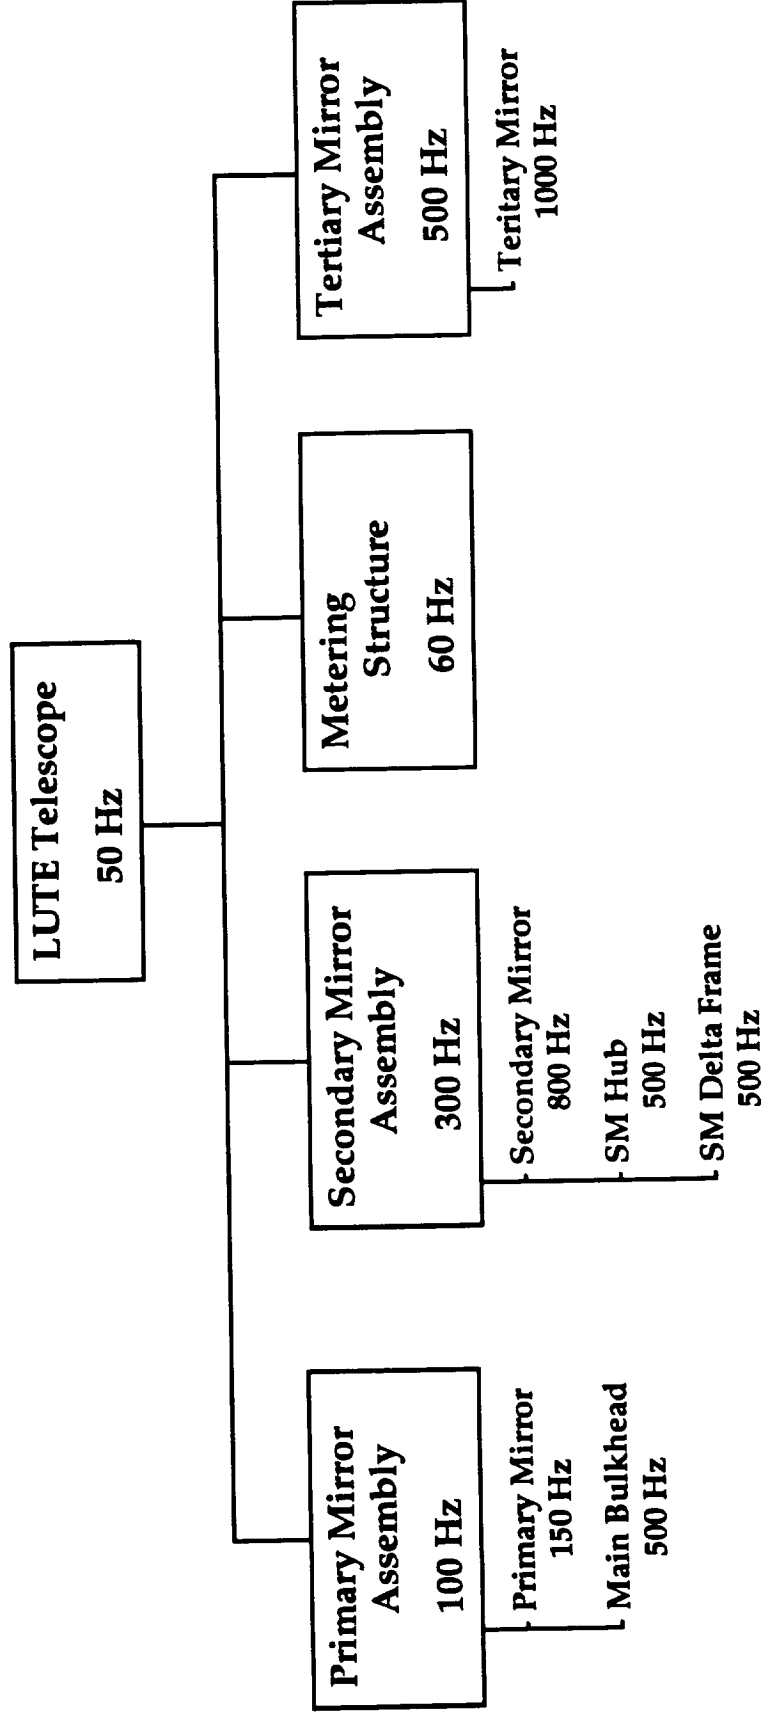 LUTE Telescope
50 Hz
Primary Mirror
Assembly
100 Hz
Primary Mirror
150 Hz
Main Bulkhead
500 Hz
Secondary Mirror
Assembly
300 Hz
Secondary Mirror
800 Hz
SM Hub
500 Hz
SM Delta Frame
500 Hz
Metering
Structure
60 Hz
Tertiary Mirror
Assembly
500 Hz
Teritary Mirror
1000 Hz